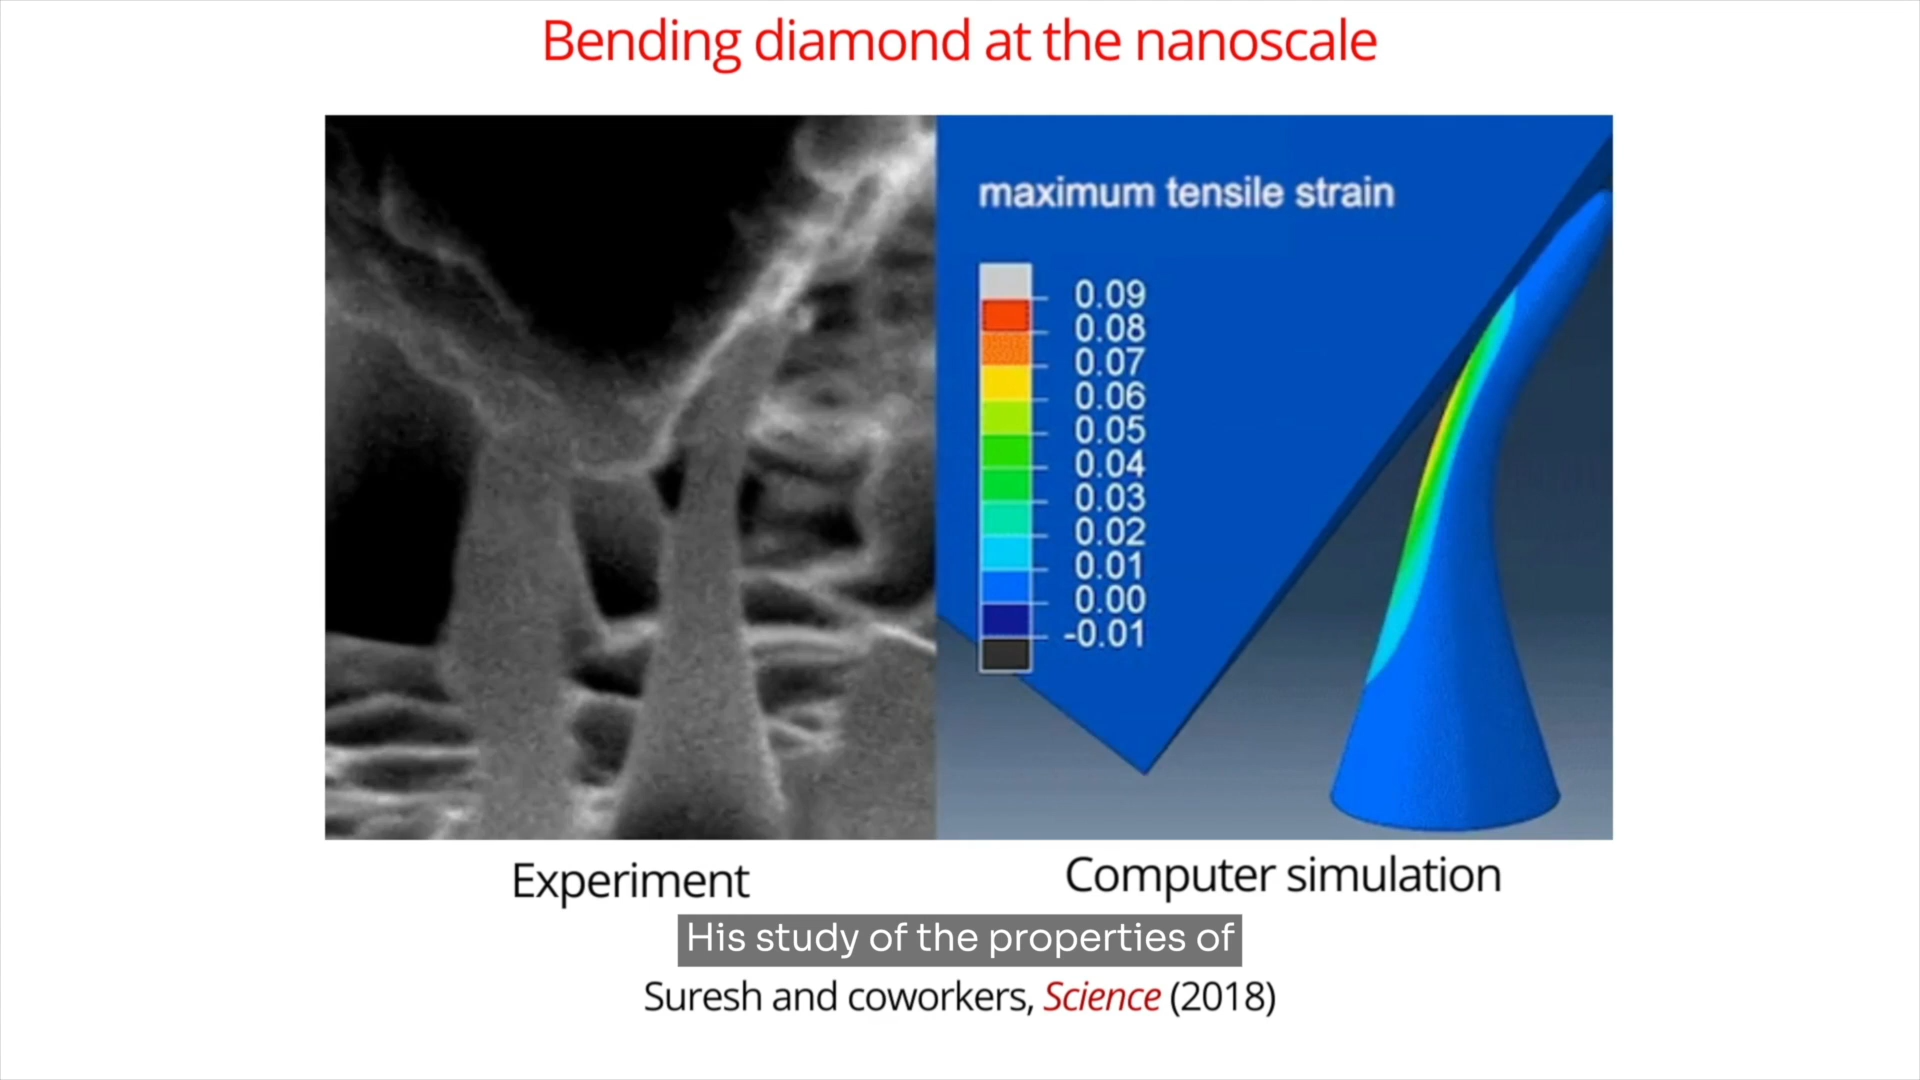 Bending diamond at the nanoscale
maximum tensile strain
0.09
0.08
0.07
0.06
0.05
0.04
0.03
0.02
0.01
0.00
-0.01
Experiment
Computer simulation
His study of the properties of
Suresh and coworkers, Science (2018)